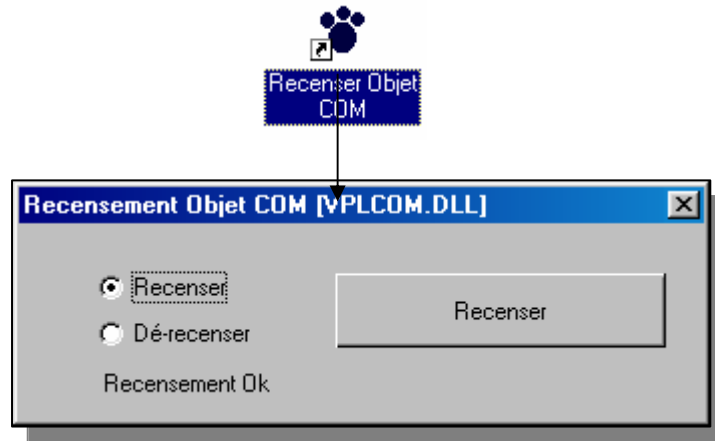 Recenser Objet
COM
Recensement Objet COM [VPLCOM.DLL]
Recenser
Recenser
Dé-recenser
Recensement Ok